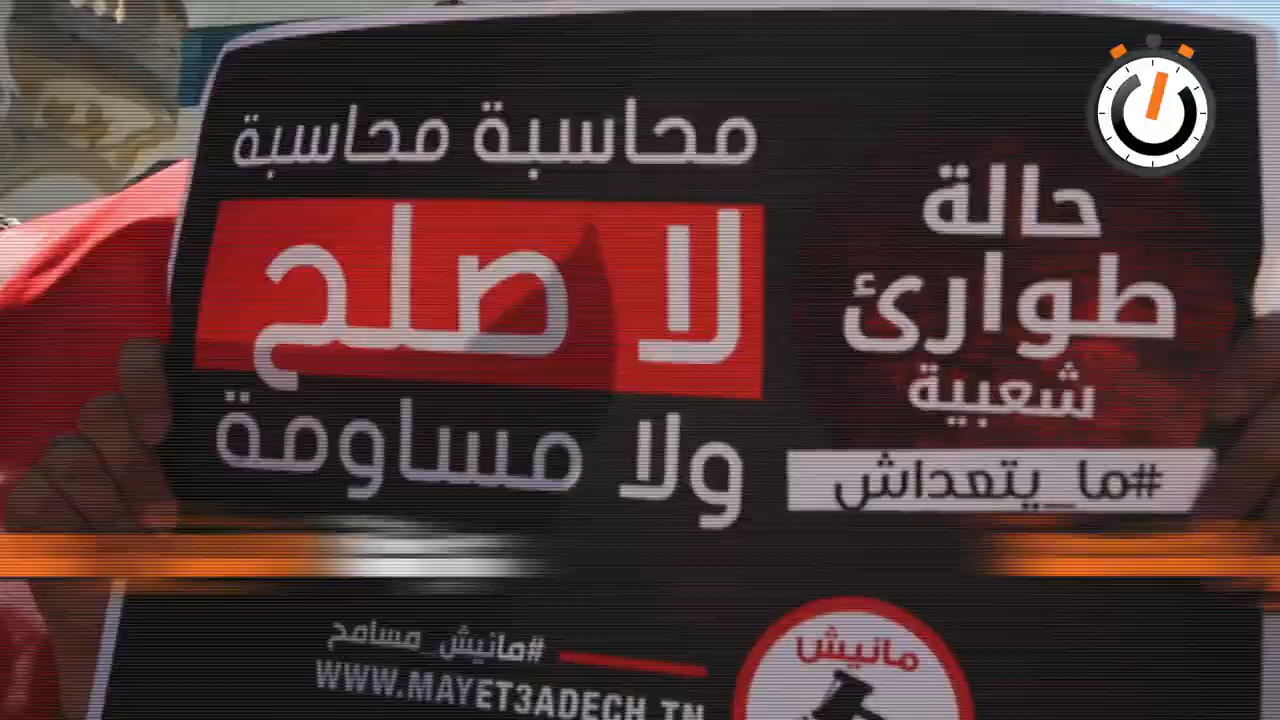 حالة
طوارئ
شعبية
#ما_يتعداش
محاسبة محاسبة
لا صلح
ولا مساومة
#مانيش_مسامح
WWW.MAYET3ADECH.TN
مانيش